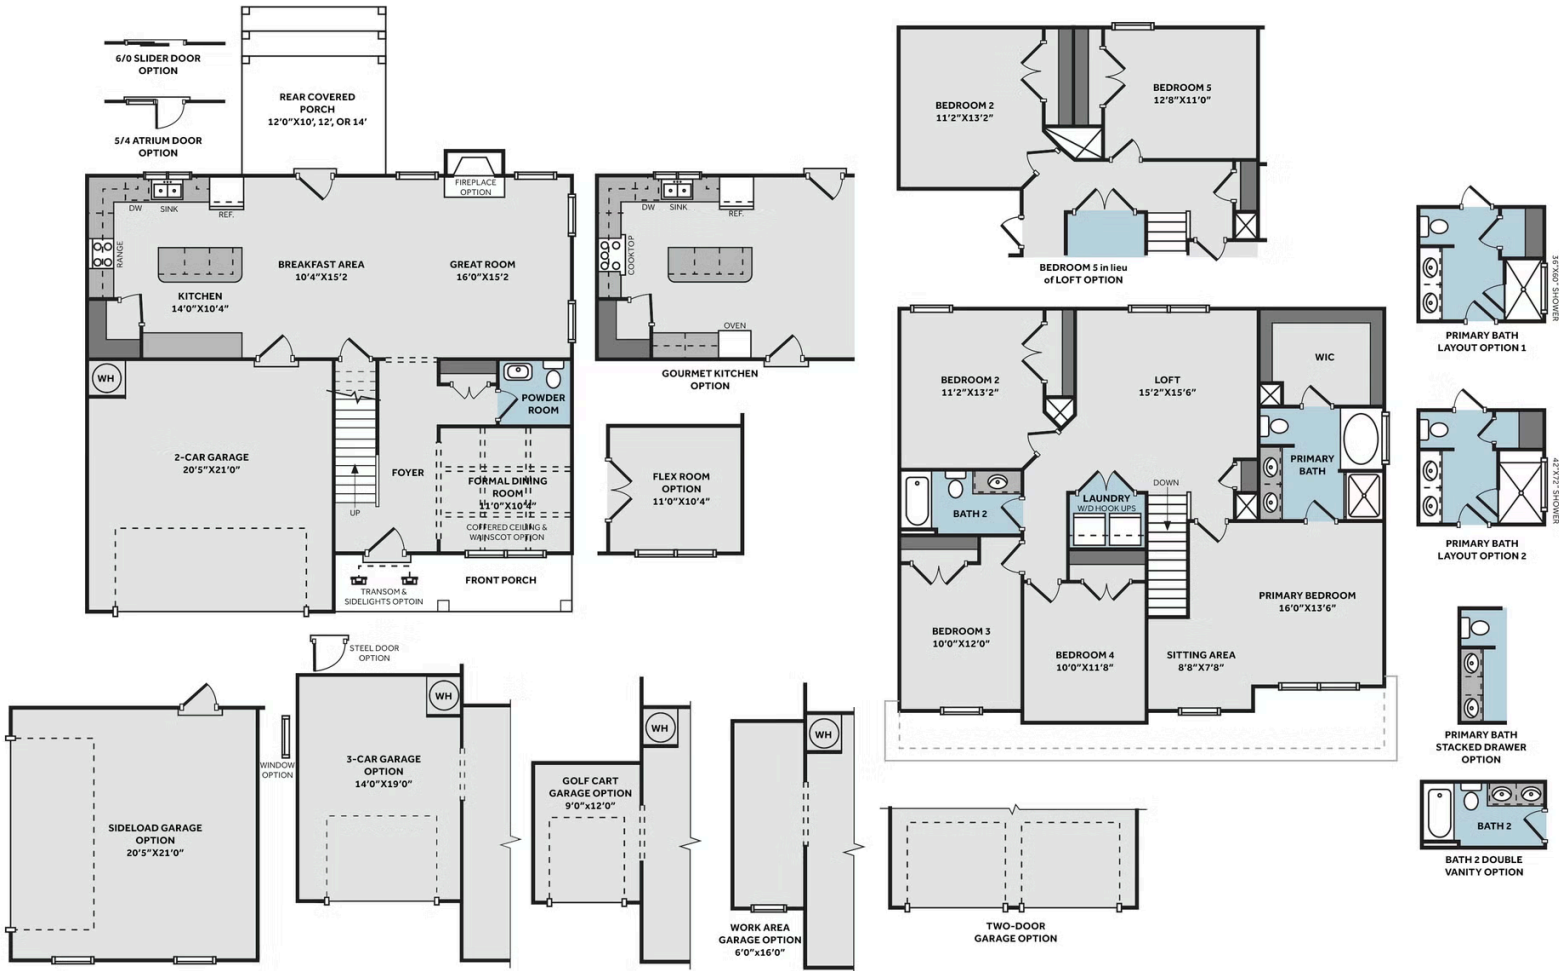 6/0 SLIDER DOOR
OPTION
5/4 ATRIUM DOOR
OPTION
REAR COVERED
PORCH
12'0"X10', 12', OR 14'
FIREPLACE
OPTION
DW
SINK
REF.
RANGE
KITCHEN
14'0"X10'4"
BREAKFAST AREA
10'4"X15'2
GREAT ROOM
16'0"X15'2
WH
2-CAR GARAGE
20'5"X21'0"
UP
FOYER
POWDER
ROOM
FORMAL DINING
ROOM
11'0"X10'4"
COFFERED CEILING &
WAINSCOT OPTION
FRONT PORCH
TRANSOM &
SIDELIGHTS OPTOIN
DW
SINK
REF.
COOKTOP
OVEN
GOURMET KITCHEN
OPTION
FLEX ROOM
OPTION
11'0"X10'4"
BEDROOM 2
11'2"X13'2"
BEDROOM 5
12'8"X11'0"
BEDROOM 5 in lieu
of LOFT OPTION
BEDROOM 2
11'2"X13'2"
LOFT
15'2"X15'6"
WIC
PRIMARY
BATH
BATH 2
LAUNDRY
W/D HOOK UPS
DOWN
BEDROOM 3
10'0"X12'0"
BEDROOM 4
10'0"X11'8"
SITTING AREA
8'8"X7'8"
PRIMARY BEDROOM
16'0"X13'6"
36"X60" SHOWER
PRIMARY BATH
LAYOUT OPTION 1
42"X72" SHOWER
PRIMARY BATH
LAYOUT OPTION 2
PRIMARY BATH
STACKED DRAWER
OPTION
BATH 2
BATH 2 DOUBLE
VANITY OPTION
SIDELOAD GARAGE
OPTION
20'5"X21'0"
WINDOW
OPTION
STEEL DOOR
OPTION
WH
3-CAR GARAGE
OPTION
14'0"X19'0"
WH
GOLF CART
GARAGE OPTION
9'0"x12'0"
WH
WORK AREA
GARAGE OPTION
6'0"x16'0"
TWO-DOOR
GARAGE OPTION